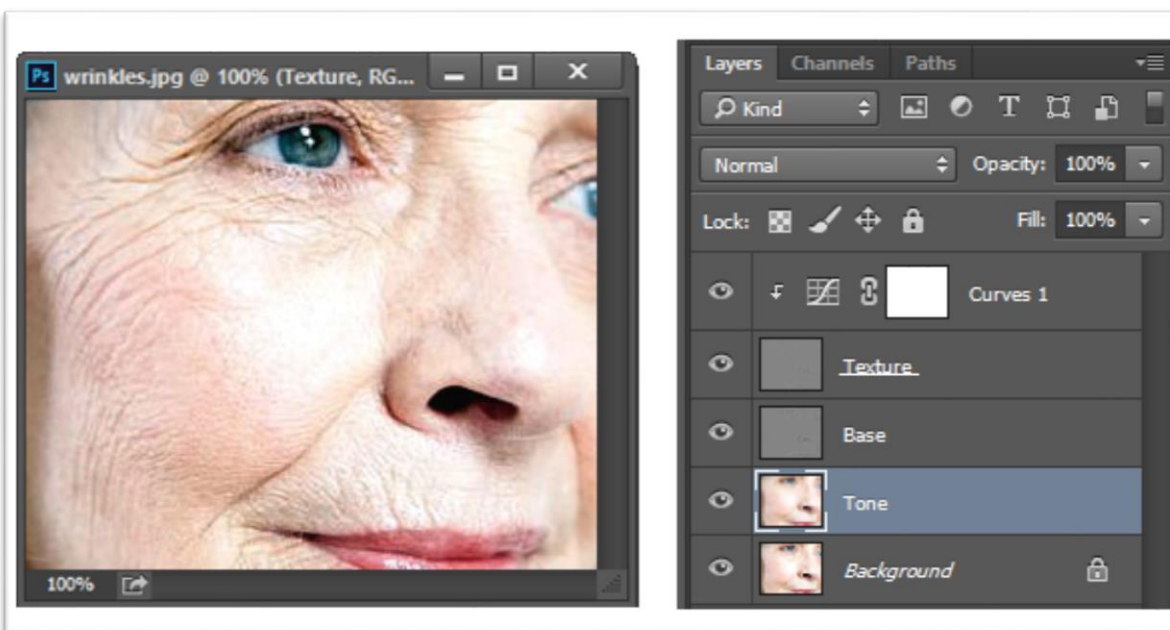 Ps wrinkles.jpg @ 100% (Texture, RG...
100%
Layers Channels Paths
Kind T
Normal Opacity: 100%
Lock: Fill: 100%
Curves 1
Texture
Base
Tone
Background